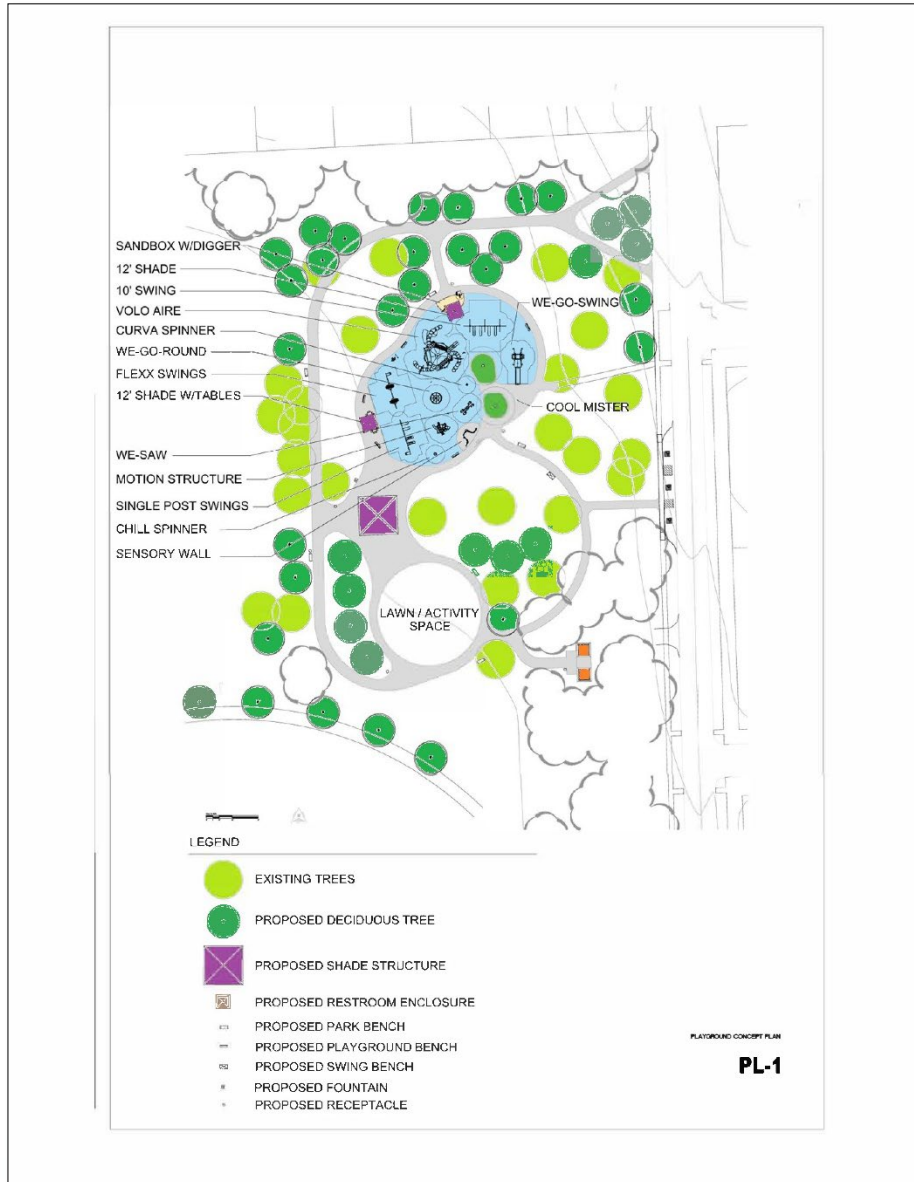 SANDBOX W/DIGGER
12' SHADE
10' SWING
VOLO AIRE
CURVA SPINNER
WE-GO-ROUND
FLEXX SWINGS
12' SHADE W/TABLES
WE-SAW
MOTION STRUCTURE
SINGLE POST SWINGS
CHILL SPINNER
SENSORY WALL
WE-GO-SWING
COOL MISTER
LAWN / ACTIVITY
SPACE
LEGEND
EXISTING TREES
PROPOSED DECIDUOUS TREE
PROPOSED SHADE STRUCTURE
PROPOSED RESTROOM ENCLOSURE
PROPOSED PARK BENCH
PROPOSED PLAYGROUND BENCH
PROPOSED SWING BENCH
PROPOSED FOUNTAIN
PROPOSED RECEPTACLE
PLAYGROUND CONCEPT PLAN
PL-1